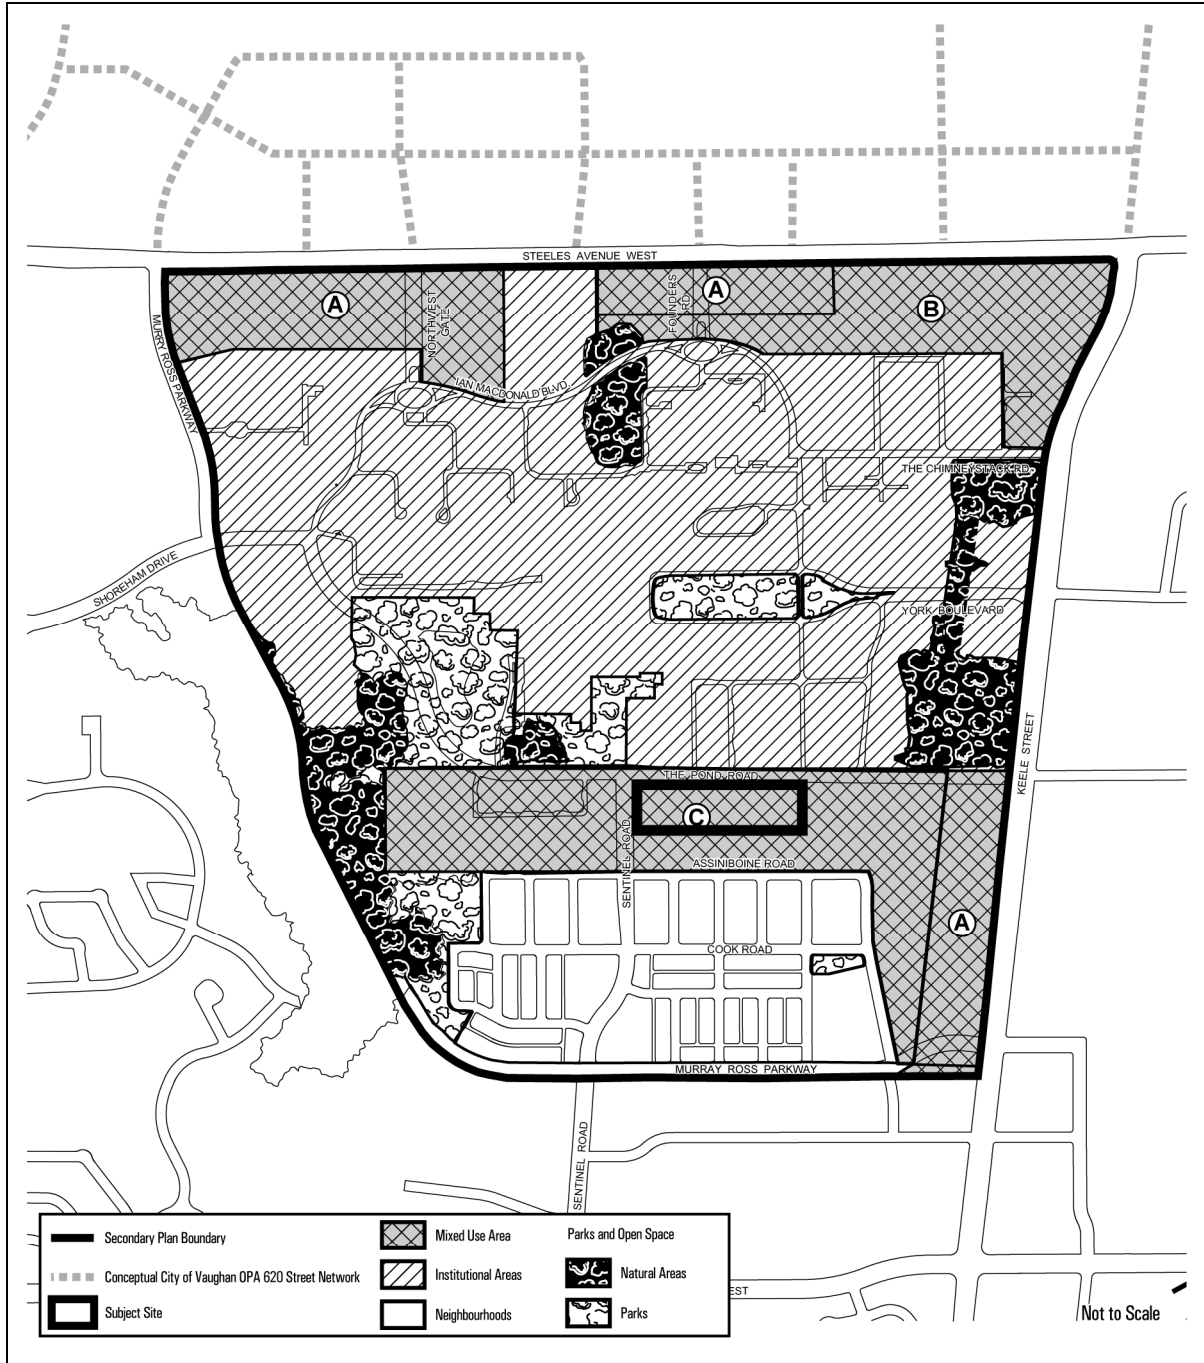 STEELES AVENUE WEST
A
NORTHWEST
GATE
FOUNDERS
RD.
A
B
MURRY ROSS PARKWAY
IAN MACDONALD BLVD.
THE CHIMNEYSTACK RD.
SHOREHAM DRIVE
YORK BOULEVARD
KEELE STREET
THE POND ROAD
C
SENTINEL ROAD
ASSINIBOINE ROAD
A
COOK ROAD
MURRAY ROSS PARKWAY
SENTINEL ROAD
Secondary Plan Boundary
Conceptual City of Vaughan OPA 620 Street Network
Subject Site
Mixed Use Area
Institutional Areas
Neighbourhoods
Parks and Open Space
Natural Areas
Parks
EST
Not to Scale